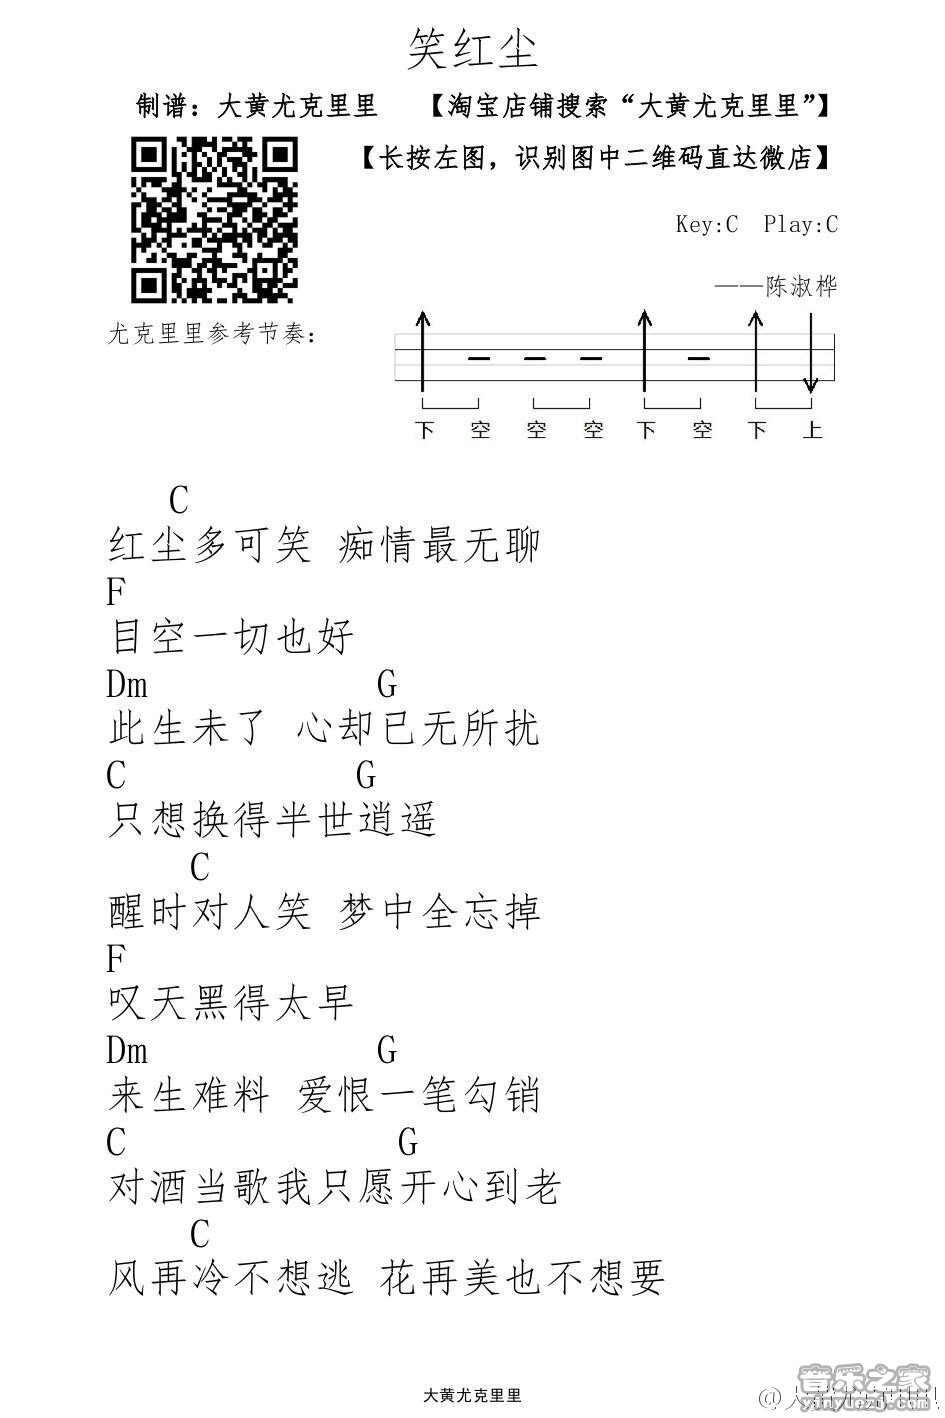 笑红尘
制谱：大黄尤克里里 【淘宝店铺搜索“大黄尤克里里”】
【长按左图，识别图中二维码直达微店】
Key:C Play:C
——陈淑桦
尤克里里参考节奏：
下 空 空 空 下 空 下 上
C
红尘多可笑 痴情最无聊
F
目空一切也好
Dm G
此生未了 心却已无所扰
C G
只想换得半世逍遥
C
醒时对人笑 梦中全忘掉
F
叹天黑得太早
Dm G
来生难料 爱恨一笔勾销
C G
对酒当歌我只愿开心到老
C
风再冷不想逃 花再美也不想要
大黄尤克里里
音乐之家